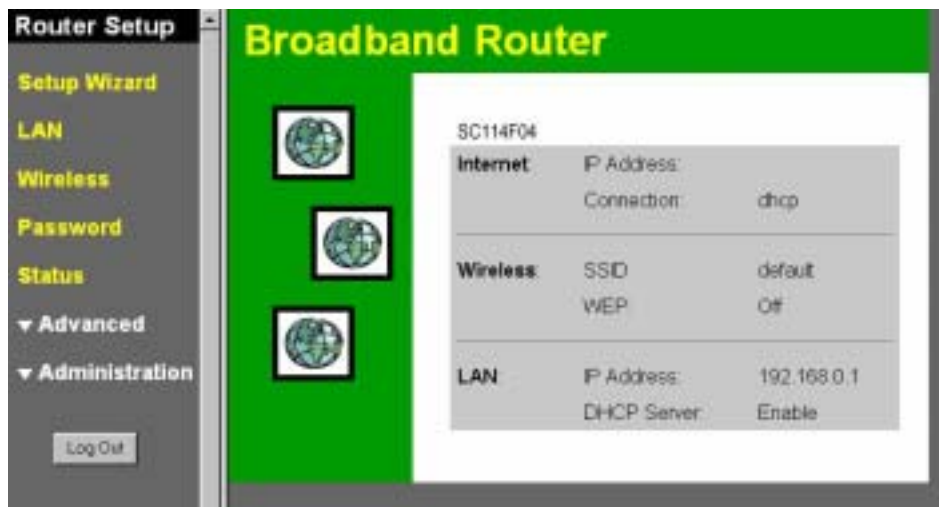 Router Setup
Setup Wizard
LAN
Wireless
Password
Status
Advanced
Administration
Log Out
Broadband Router
SC114F04
Internet IP Address:
Connection: dhcp
Wireless: SSID default
WEP: Off
LAN IP Address: 192.168.0.1
DHCP Server: Enable